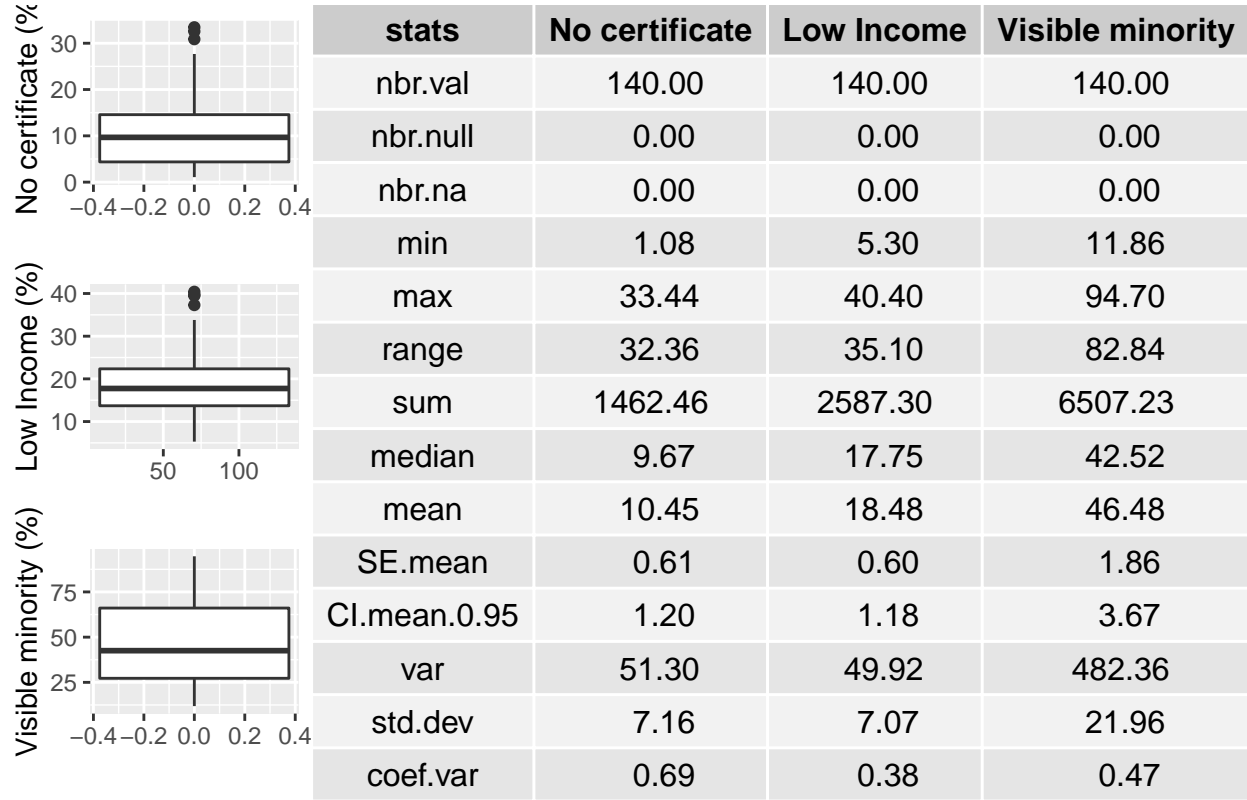 No certificate (%
30
20
10
0
−0.4 −0.2 0.0 0.2 0.4
Low Income (%)
40
30
20
10
50 100
Visible minority (%)
75
50
25
−0.4 −0.2 0.0 0.2 0.4
stats No certificate Low Income Visible minority
nbr.val 140.00 140.00 140.00
nbr.null 0.00 0.00 0.00
nbr.na 0.00 0.00 0.00
min 1.08 5.30 11.86
max 33.44 40.40 94.70
range 32.36 35.10 82.84
sum 1462.46 2587.30 6507.23
median 9.67 17.75 42.52
mean 10.45 18.48 46.48
SE.mean 0.61 0.60 1.86
CI.mean.0.95 1.20 1.18 3.67
var 51.30 49.92 482.36
std.dev 7.16 7.07 21.96
coef.var 0.69 0.38 0.47